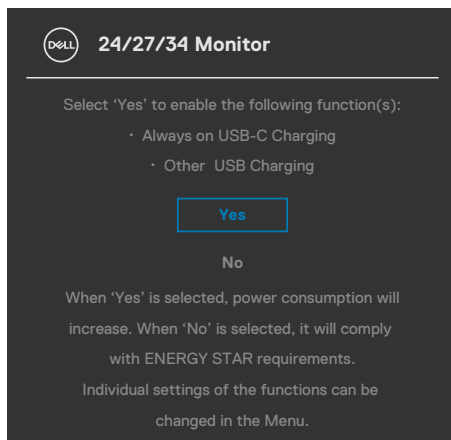 DELL
24/27/34 Monitor
Select ‘Yes’ to enable the following function(s):
· Always on USB-C Charging
· Other USB Charging
Yes
No
When ‘Yes’ is selected, power consumption will
increase. When ‘No’ is selected, it will comply
with ENERGY STAR requirements.
Individual settings of the functions can be
changed in the Menu.